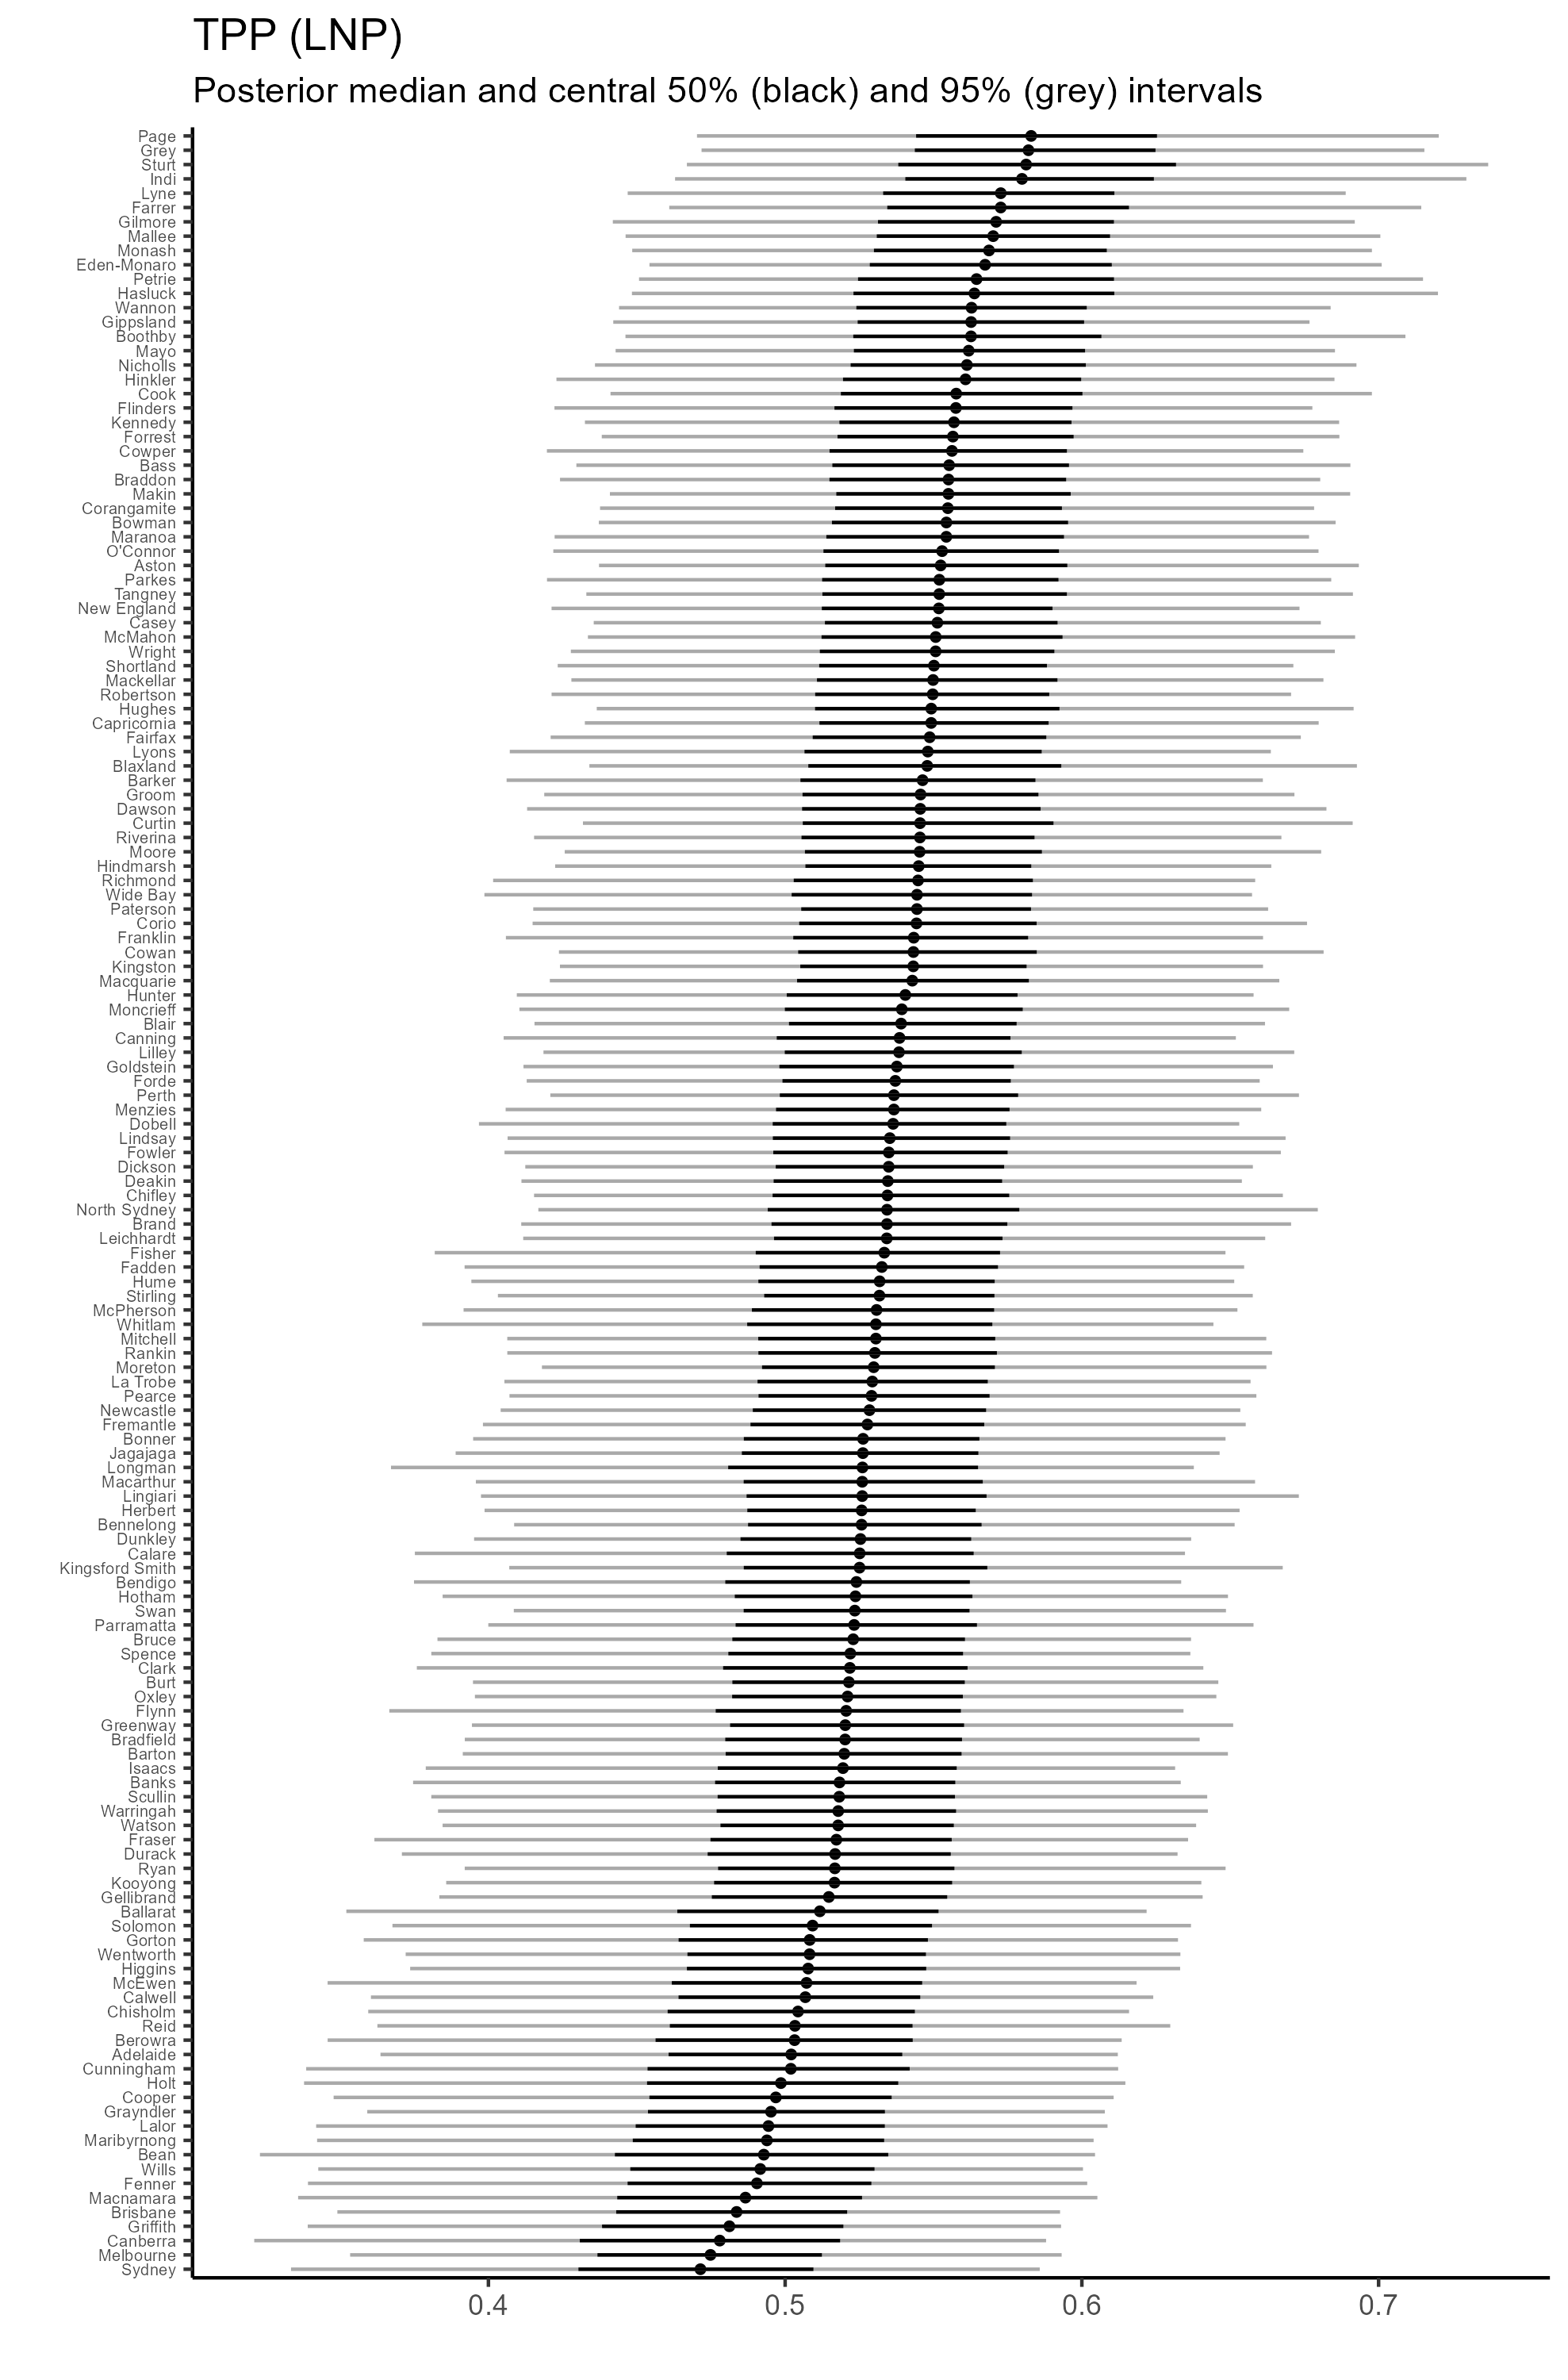 TPP (LNP)
Posterior median and central 50% (black) and 95% (grey) intervals
Page
Grey
Sturt
Indi
Lyne
Farrer
Gilmore
Mallee
Monash
Eden-Monaro
Petrie
Hasluck
Wannon
Gippsland
Boothby
Mayo
Nicholls
Hinkler
Cook
Flinders
Kennedy
Forrest
Cowper
Bass
Braddon
Makin
Corangamite
Bowman
Maranoa
O'Connor
Aston
Parkes
Tangney
New England
Casey
McMahon
Wright
Shortland
Mackellar
Robertson
Hughes
Capricornia
Fairfax
Lyons
Blaxland
Barker
Groom
Dawson
Curtin
Riverina
Moore
Hindmarsh
Richmond
Wide Bay
Paterson
Corio
Franklin
Cowan
Kingston
Macquarie
Hunter
Moncrieff
Blair
Canning
Lilley
Goldstein
Forde
Perth
Menzies
Dobell
Lindsay
Fowler
Dickson
Deakin
Chifley
North Sydney
Brand
Leichhardt
Fisher
Fadden
Hume
Stirling
McPherson
Whitlam
Mitchell
Rankin
Moreton
La Trobe
Pearce
Newcastle
Fremantle
Bonner
Jagajaga
Longman
Macarthur
Lingiari
Herbert
Bennelong
Dunkley
Calare
Kingsford Smith
Bendigo
Hotham
Swan
Parramatta
Bruce
Spence
Clark
Burt
Oxley
Flynn
Greenway
Bradfield
Barton
Isaacs
Banks
Scullin
Warringah
Watson
Fraser
Durack
Ryan
Kooyong
Gellibrand
Ballarat
Solomon
Gorton
Wentworth
Higgins
McEwen
Calwell
Chisholm
Reid
Berowra
Adelaide
Cunningham
Holt
Cooper
Grayndler
Lalor
Maribyrnong
Bean
Wills
Fenner
Macnamara
Brisbane
Griffith
Canberra
Melbourne
Sydney
0.4 0.5 0.6 0.7